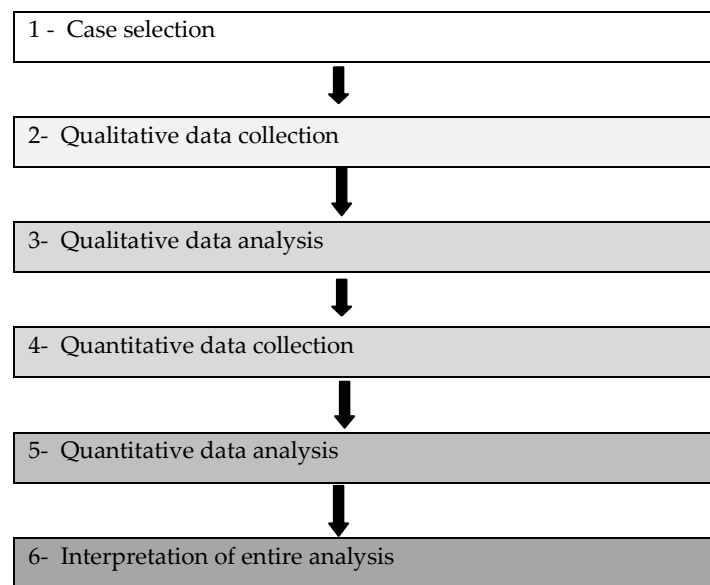 1 - Case selection
2- Qualitative data collection
3- Qualitative data analysis
4- Quantitative data collection
5- Quantitative data analysis
6- Interpretation of entire analysis